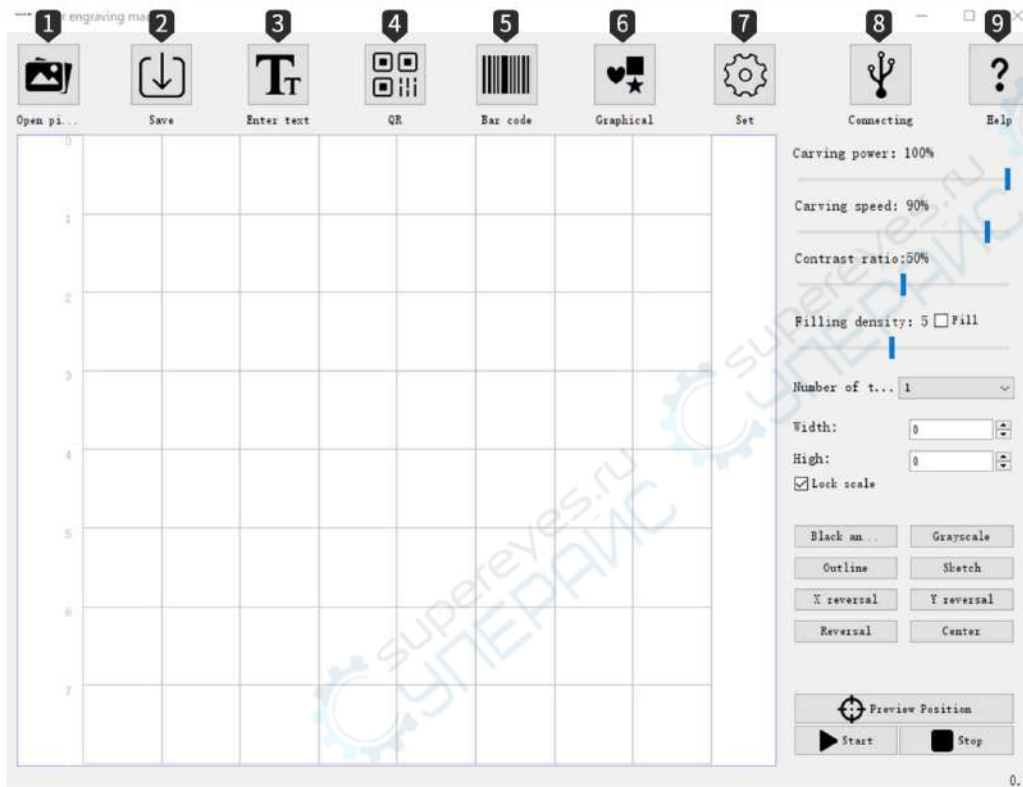 1 2 3 4 5 6 7 8 9
engraving
Open pi... Save Enter text QR Bar code Graphical Set Connecting Help
0
1
2
3
4
5
6
7
Carving power: 100%
Carving speed: 90%
Contrast ratio:50%
Filling density: 5 Fill
Number of t... 1
Width: 0
High: 0
Lock scale
Black an... Grayscale
Outline Sketch
X reversal Y reversal
Reversal Center
Preview Position
Start Stop
0.
supereyes.ru
СУПЕРАЙС
supereyes.ru
СУПЕРАЙС